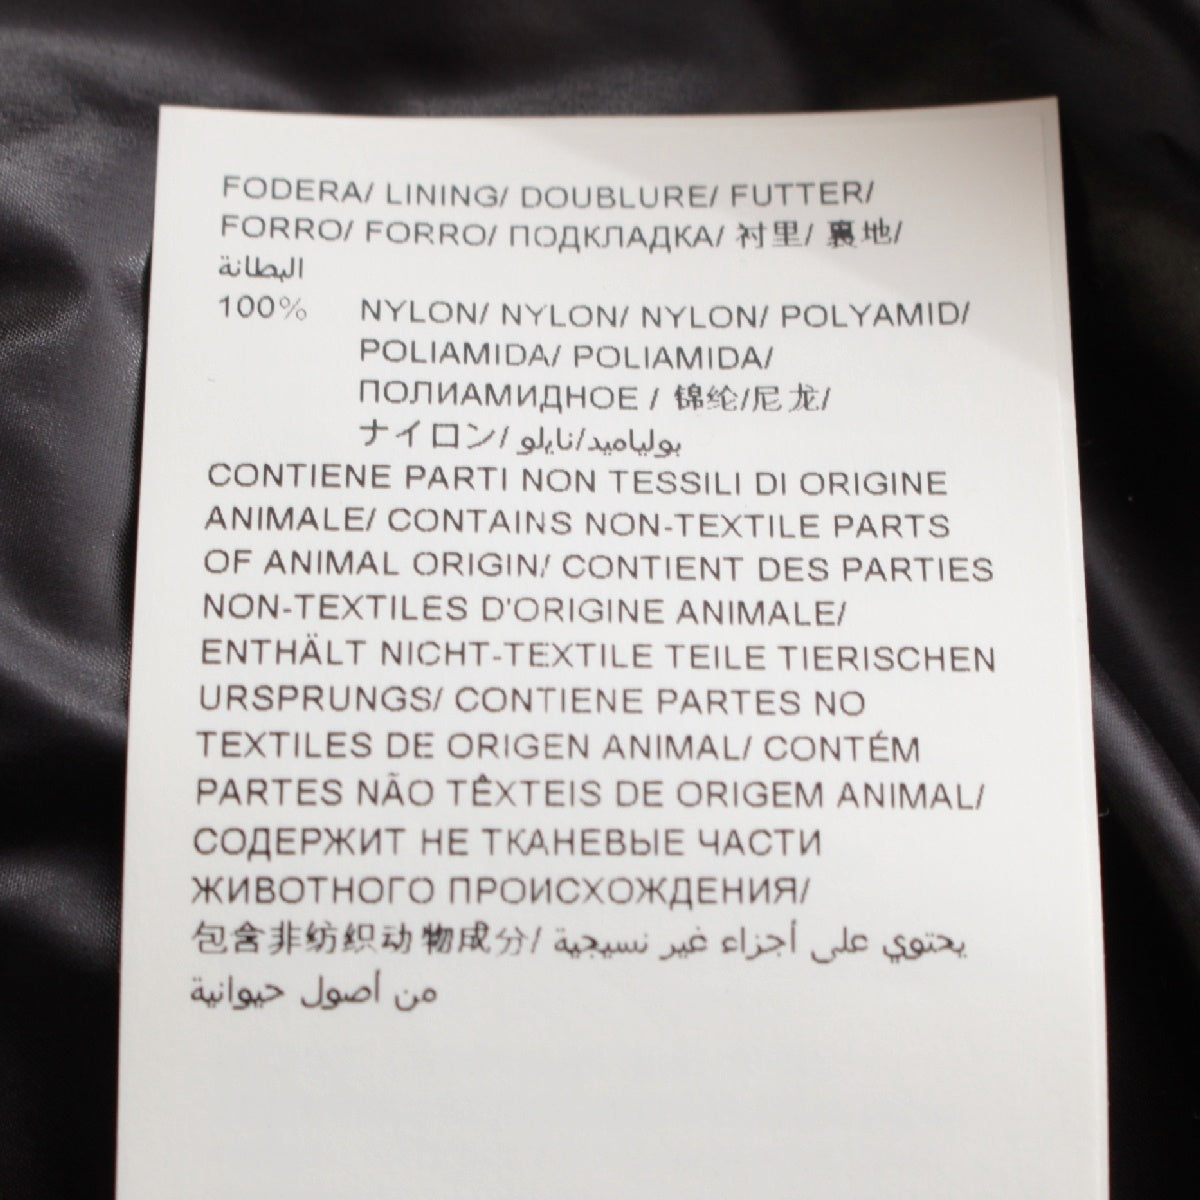 FODERA/ LINING/ DOUBLURE/ FUTTER/
FORRO/ FORRO/ ПОДКЛАДКА/ 衬里/ 裏地/
البطانة
100% NYLON/ NYLON/ NYLON/ POLYAMID/
POLIAMIDA/ POLIAMIDA/
ПОЛИАМИДНОЕ / 锦纶/尼龙/
ナイロン/ بولياميد/نايلو
CONTIENE PARTI NON TESSILI DI ORIGINE
ANIMALE/ CONTAINS NON-TEXTILE PARTS
OF ANIMAL ORIGIN/ CONTIENT DES PARTIES
NON-TEXTILES D'ORIGINE ANIMALE/
ENTHÄLT NICHT-TEXTILE TEILE TIERISCHEN
URSPRUNGS/ CONTIENE PARTES NO
TEXTILES DE ORIGEN ANIMAL/ CONTÉM
PARTES NÃO TÊXTEIS DE ORIGEM ANIMAL/
СОДЕРЖИТ НЕ ТКАНЕВЫЕ ЧАСТИ
ЖИВОТНОГО ПРОИСХОЖДЕНИЯ/
包含非纺织动物成分/ يحتوي على أجزاء غير نسيجية
من أصول حيوانية